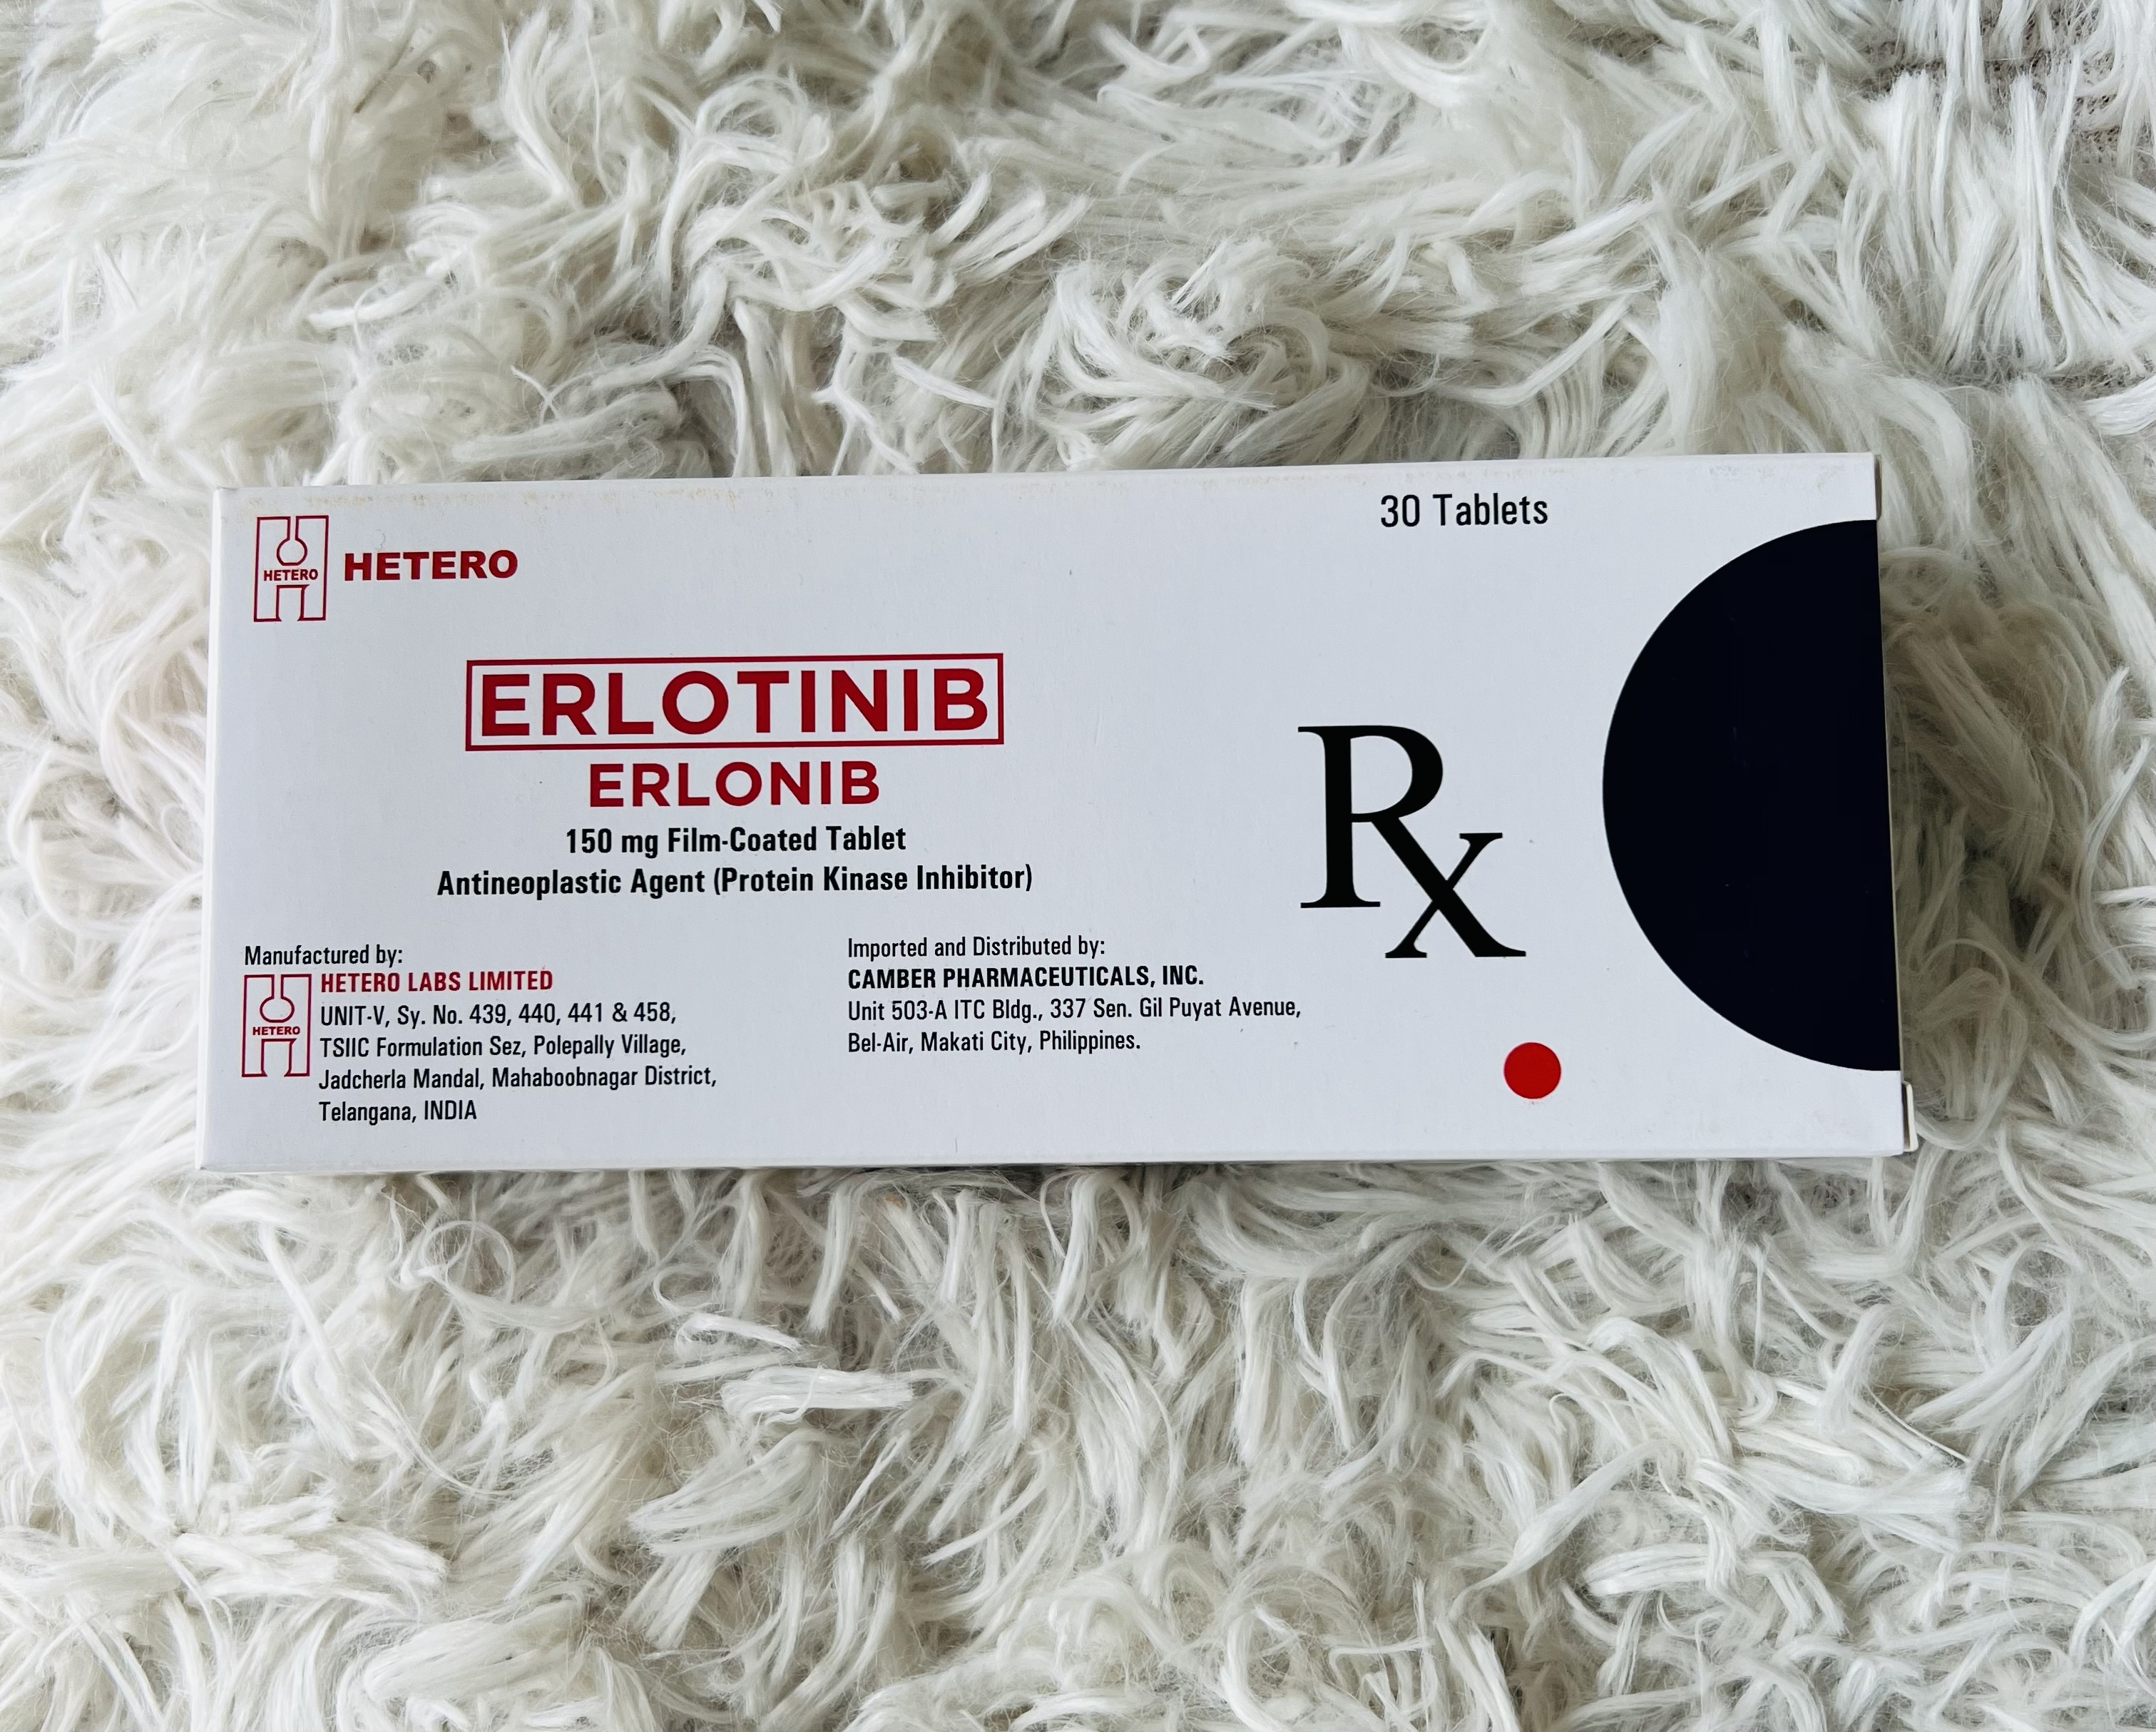 30 Tablets
HETERO
HETERO
ERLOTINIB
ERLONIB
150 mg Film-Coated Tablet
Antineoplastic Agent (Protein Kinase Inhibitor)
Rx
Manufactured by:
HETERO
HETERO LABS LIMITED
UNIT-V, Sy. No. 439, 440, 441 & 458,
TSIIC Formulation Sez, Polepally Village,
Jadcherla Mandal, Mahaboobnagar District,
Telangana, INDIA
Imported and Distributed by:
CAMBER PHARMACEUTICALS, INC.
Unit 503-A ITC Bldg., 337 Sen. Gil Puyat Avenue,
Bel-Air, Makati City, Philippines.